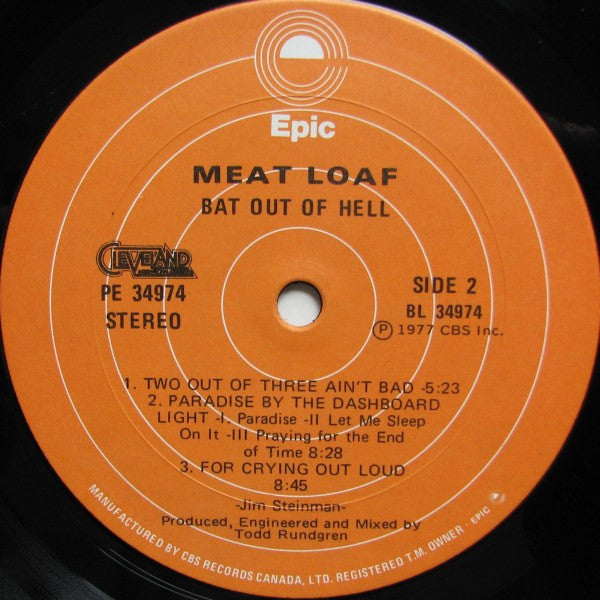 Epic
MEAT LOAF
BAT OUT OF HELL
CLEVELAND
PE 34974
STEREO
SIDE 2
BL 34974
Ⓟ 1977 CBS Inc.
1. TWO OUT OF THREE AIN'T BAD -5:23
2. PARADISE BY THE DASHBOARD
LIGHT -I. Paradise -II Let Me Sleep
On It -III Praying for the End
of Time 8:28
3. FOR CRYING OUT LOUD
8:45
-Jim Steinman-
Produced, Engineered and Mixed by
Todd Rundgren
MANUFACTURED BY CBS RECORDS CANADA, LTD. REGISTERED T.M. OWNER - EPIC